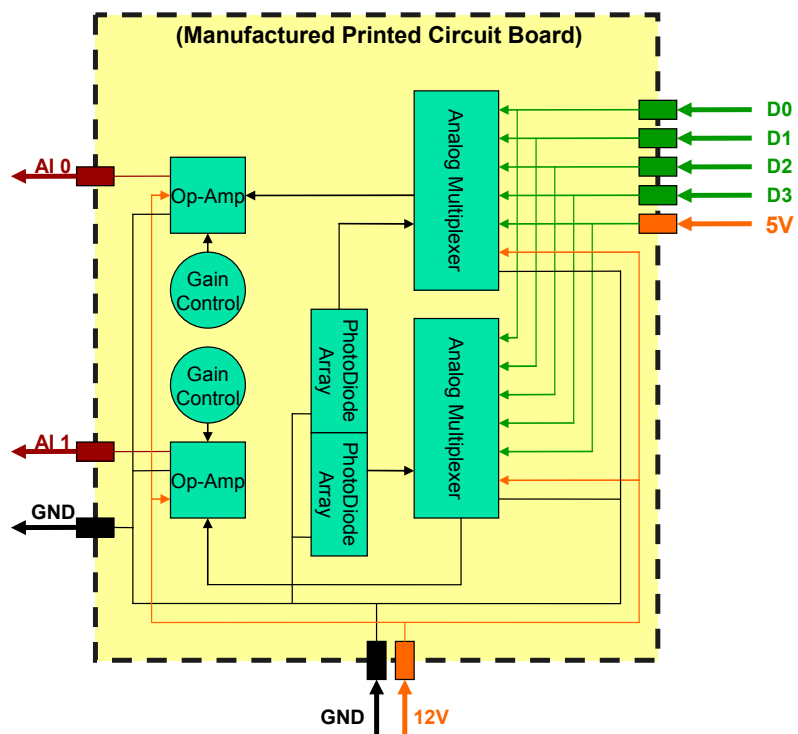 (Manufactured Printed Circuit Board)
D0
D1
D2
D3
5V
AI 0
Op-Amp
Analog Multiplexer
Gain
Control
PhotoDiode
Array
Gain
Control
Analog Multiplexer
AI 1
Op-Amp
PhotoDiode
Array
GND
GND
12V